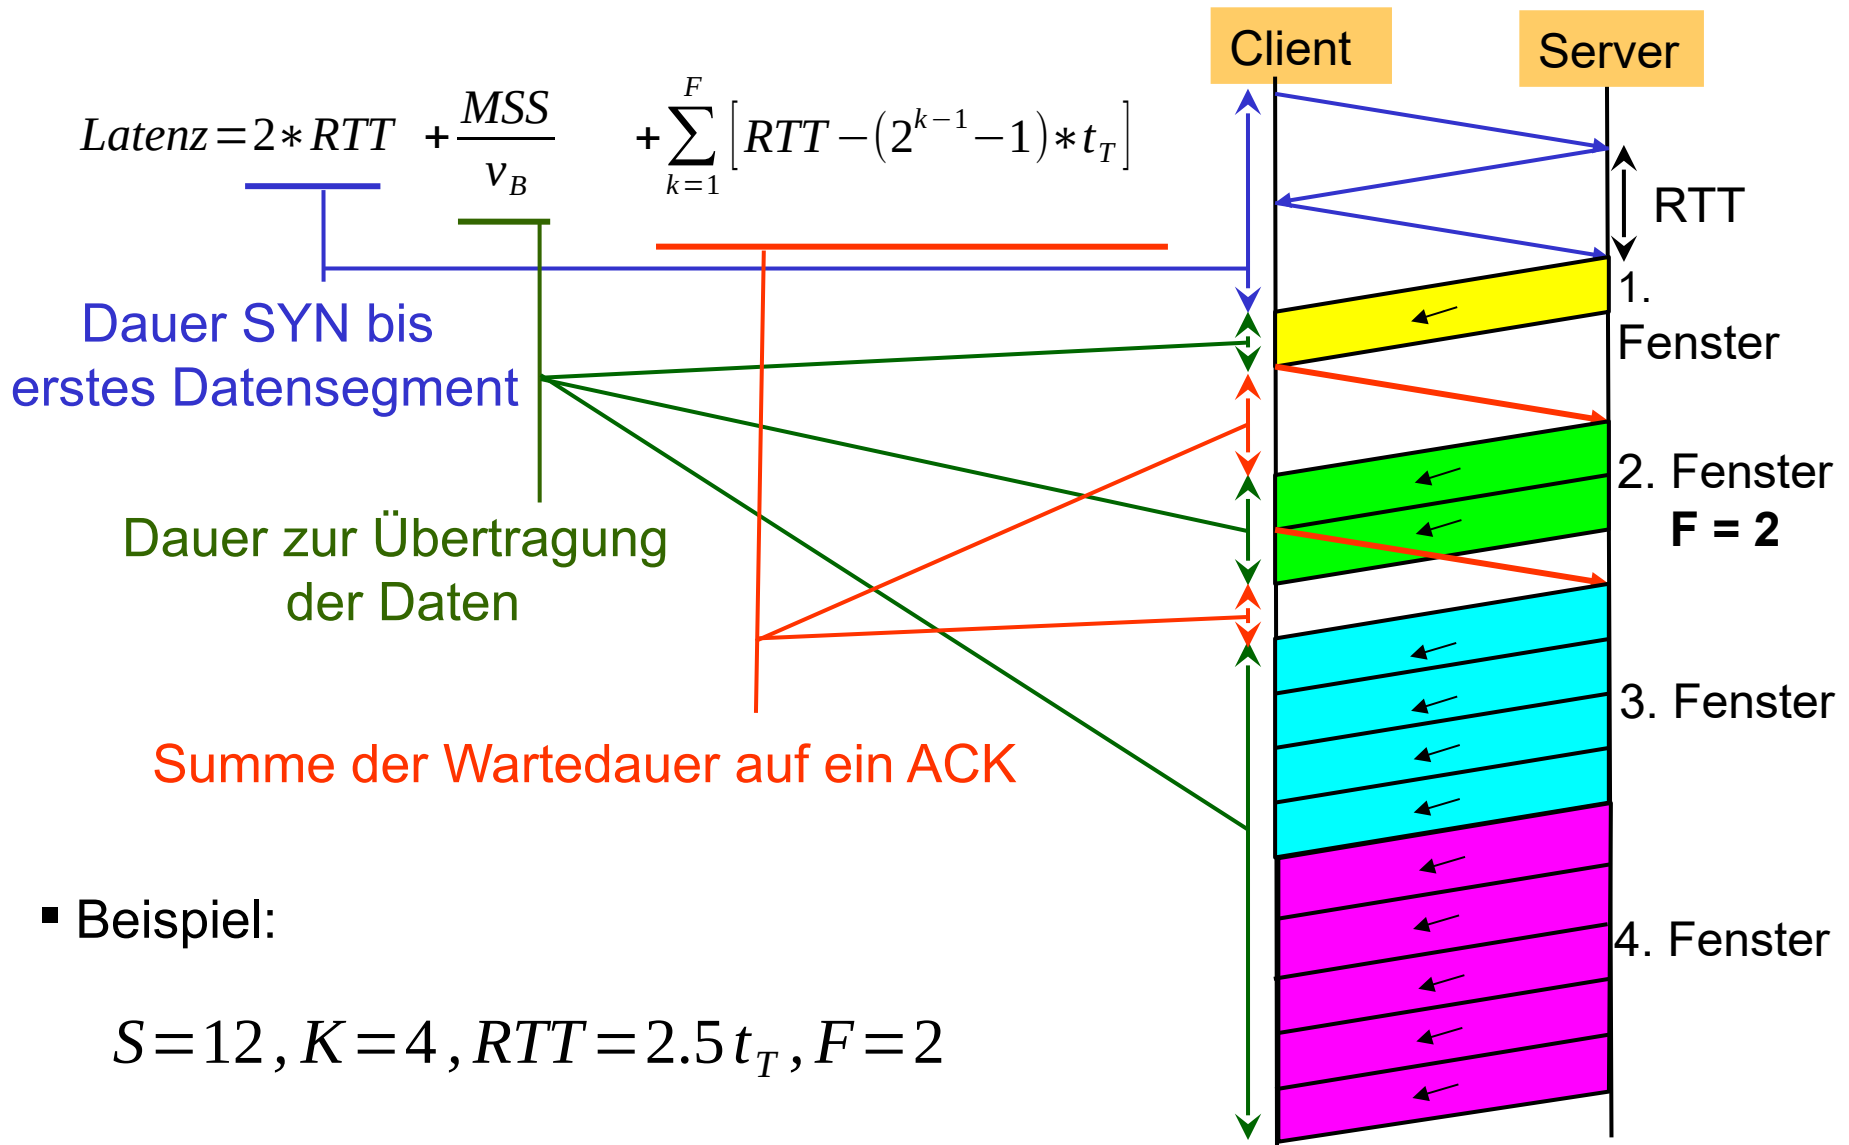 Client
Server
Latenz = 2 * RTT + \frac{MSS}{v_B} + \sum_{k=1}^{F} [RTT - (2^{k-1} - 1) * t_T]
RTT
1.
Fenster
Dauer SYN bis
erstes Datensegment
2. Fenster
F = 2
Dauer zur Übertragung
der Daten
3. Fenster
Summe der Wartedauer auf ein ACK
▪ Beispiel:
4. Fenster
S = 12 , K = 4 , RTT = 2.5 t_T , F = 2